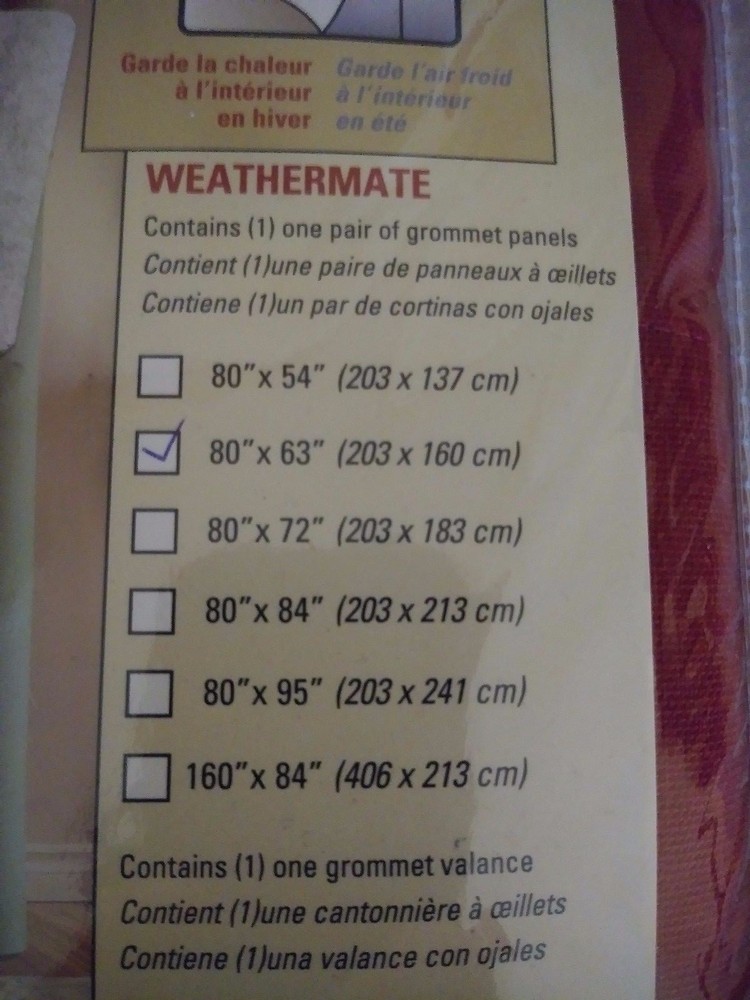 Garde la chaleur
à l'intérieur
en hiver
Garde l'air froid
à l'intérieur
en été
WEATHERMATE
Contains (1) one pair of grommet panels
Contient (1)une paire de panneaux à œillets
Contiene (1)un par de cortinas con ojales
80"x 54" (203 x 137 cm)
80"x 63" (203 x 160 cm)
80"x 72" (203 x 183 cm)
80"x 84" (203 x 213 cm)
80"x 95" (203 x 241 cm)
160"x 84" (406 x 213 cm)
Contains (1) one grommet valance
Contient (1)une cantonnière à œillets
Contiene (1)una valance con ojales